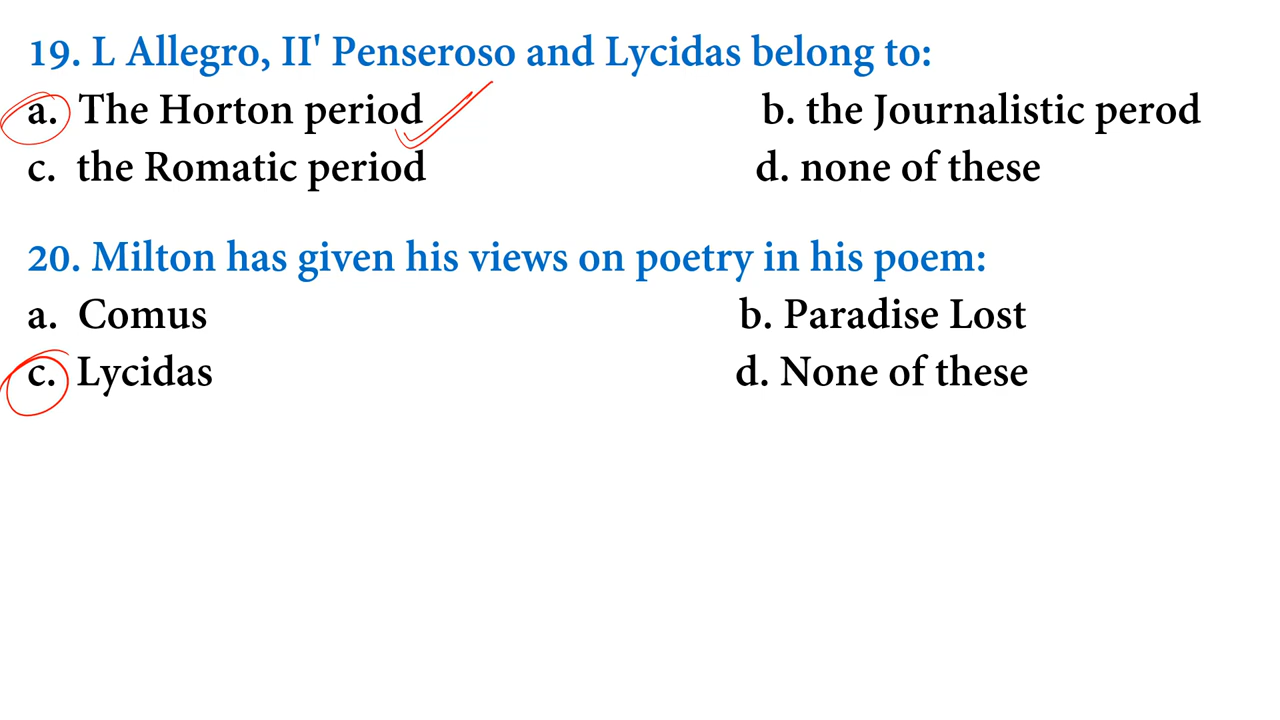 19. L Allegro, II' Penseroso and Lycidas belong to:
a. The Horton period b. the Journalistic perod
c. the Romatic period d. none of these
20. Milton has given his views on poetry in his poem:
a. Comus b. Paradise Lost
c. Lycidas d. None of these